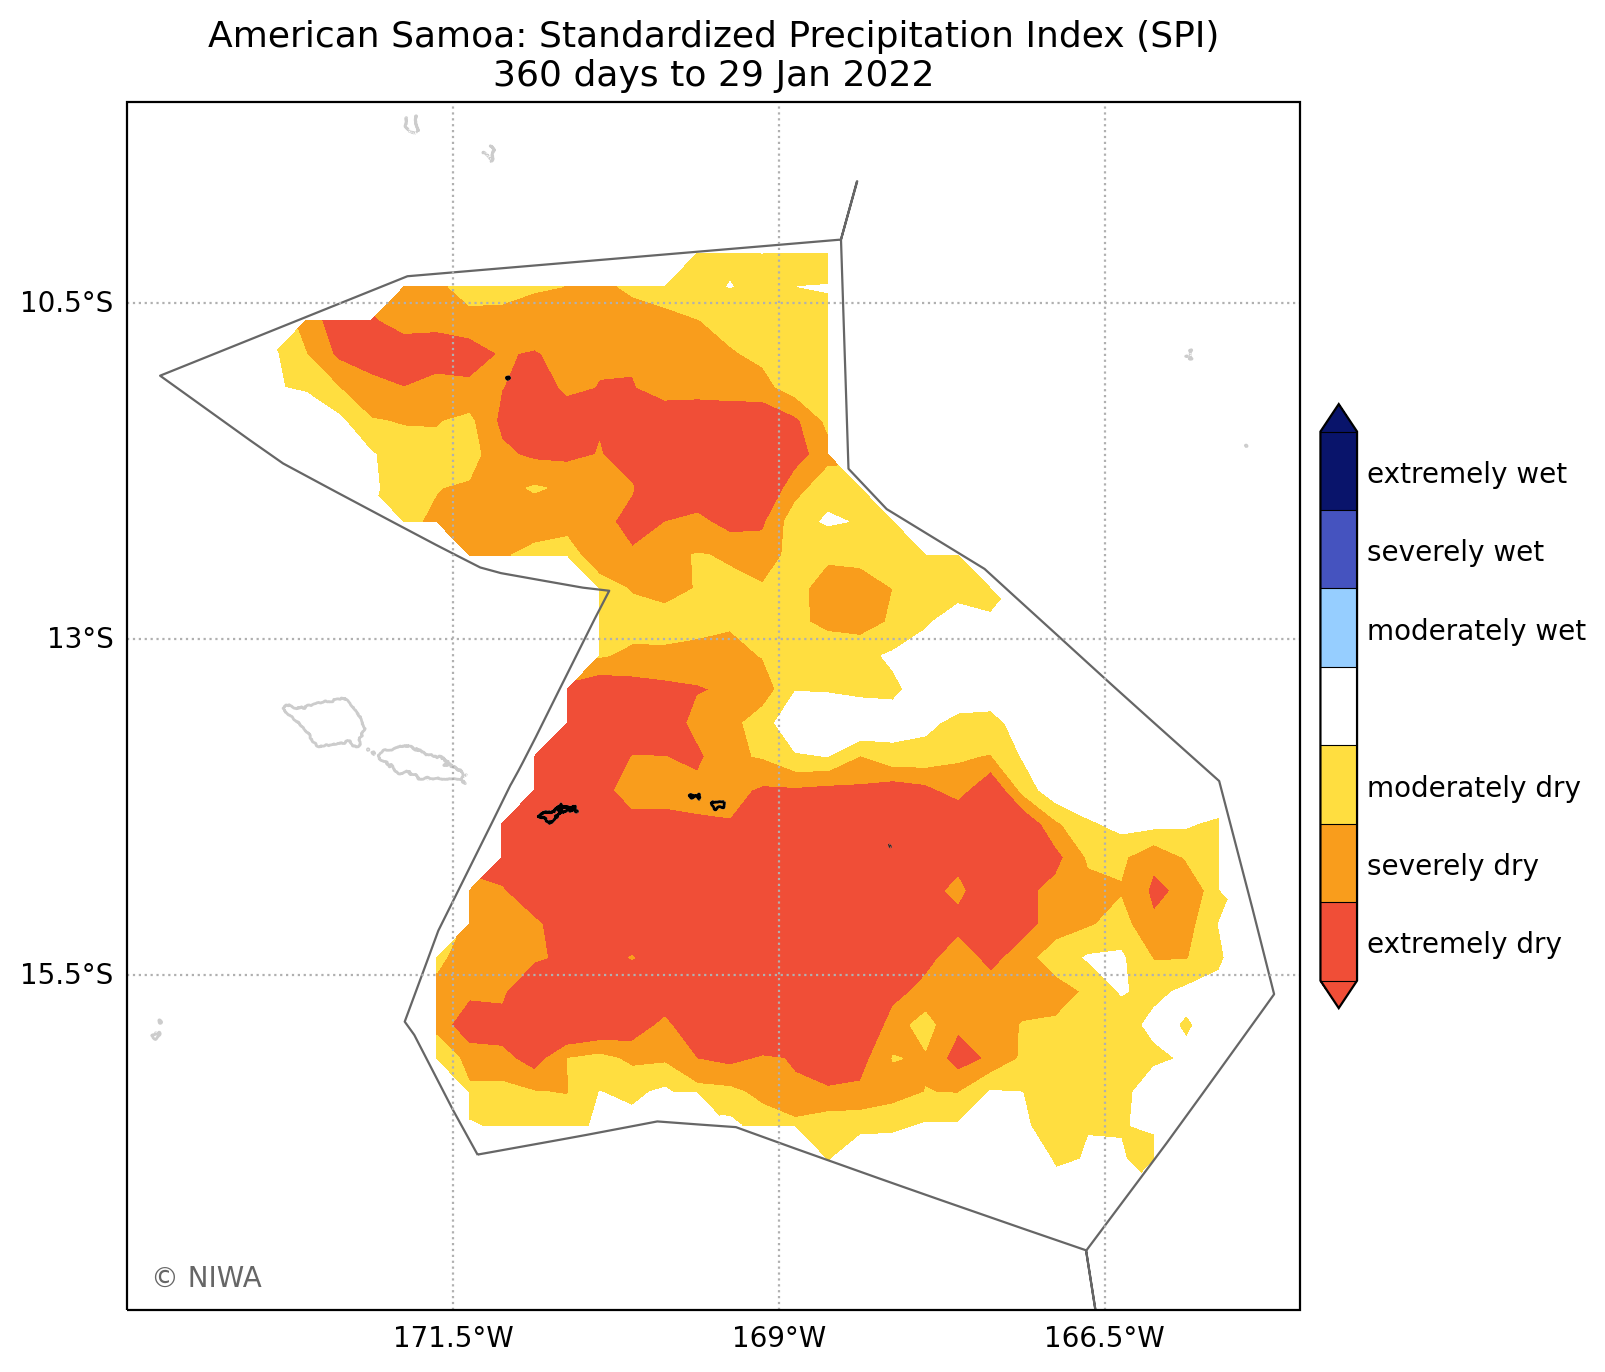 American Samoa: Standardized Precipitation Index (SPI)
360 days to 29 Jan 2022
10.5°S
13°S
15.5°S
171.5°W
169°W
166.5°W
extremely wet
severely wet
moderately wet
moderately dry
severely dry
extremely dry
© NIWA